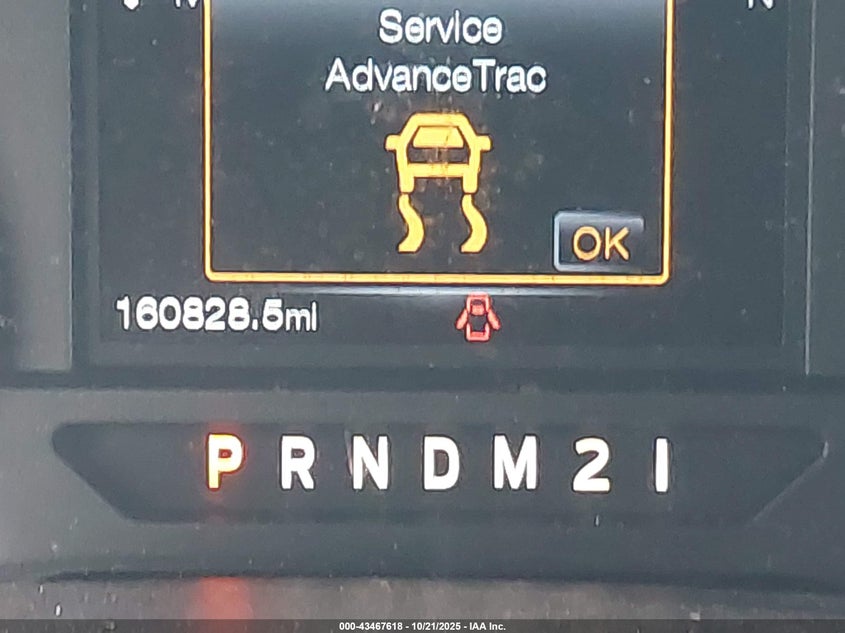 Service
AdvanceTrac
OK
160828.5mi
P R N D M 2 1
000-43467618 - 10/21/2025 - IAA Inc.